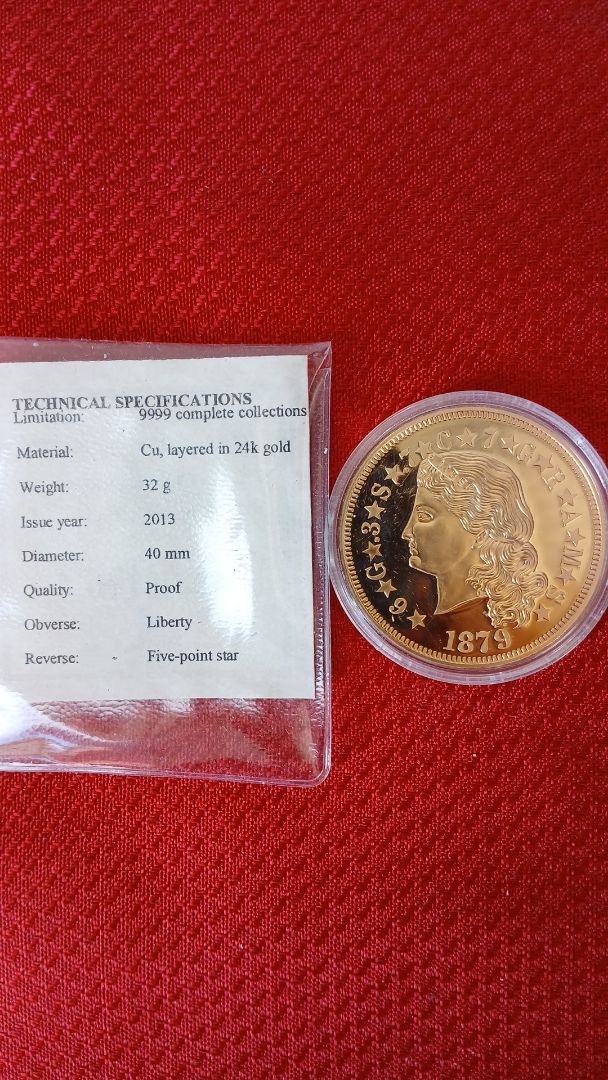 TECHNICAL SPECIFICATIONS
Limitation: 9999 complete collections
Material: Cu, layered in 24k gold
Weight: 32 g
Issue year: 2013
Diameter: 40 mm
Quality: Proof
Obverse: Liberty
Reverse: Five-point star
★6★G★.3★S★.7★C★7★G★R★A★M★S★
1879